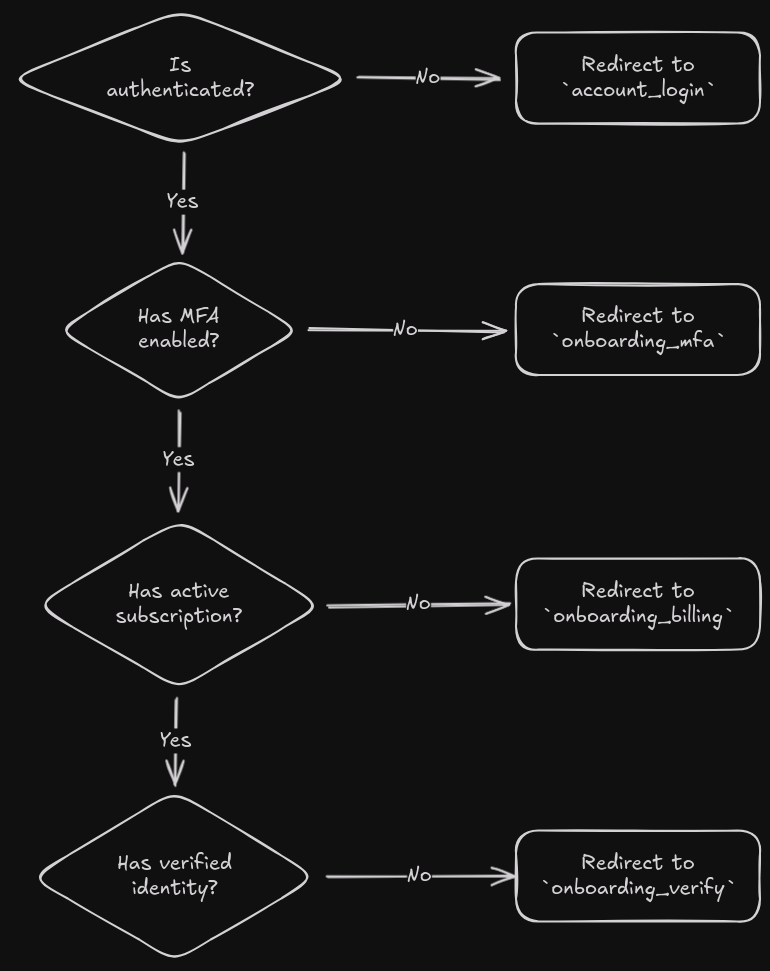 Is
authenticated?
No
Redirect to
`account_login`
Yes
Has MFA
enabled?
No
Redirect to
`onboarding_mfa`
Yes
Has active
subscription?
No
Redirect to
`onboarding_billing`
Yes
Has verified
identity?
No
Redirect to
`onboarding_verify`